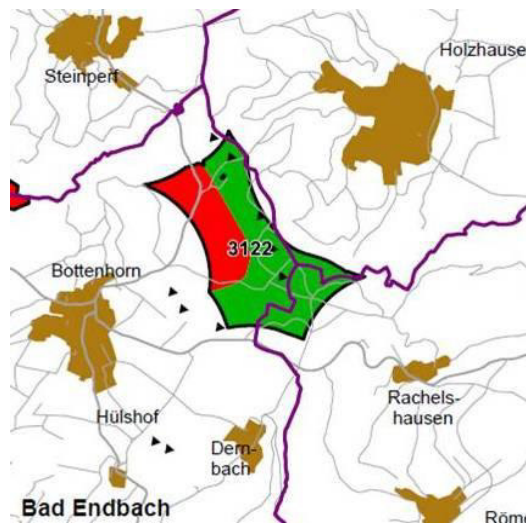 Holzhause
Steinperf
3122
Bottenhorn
Rachels-
hausen
Hülshof
Dern-
bach
Bad Endbach
Röme